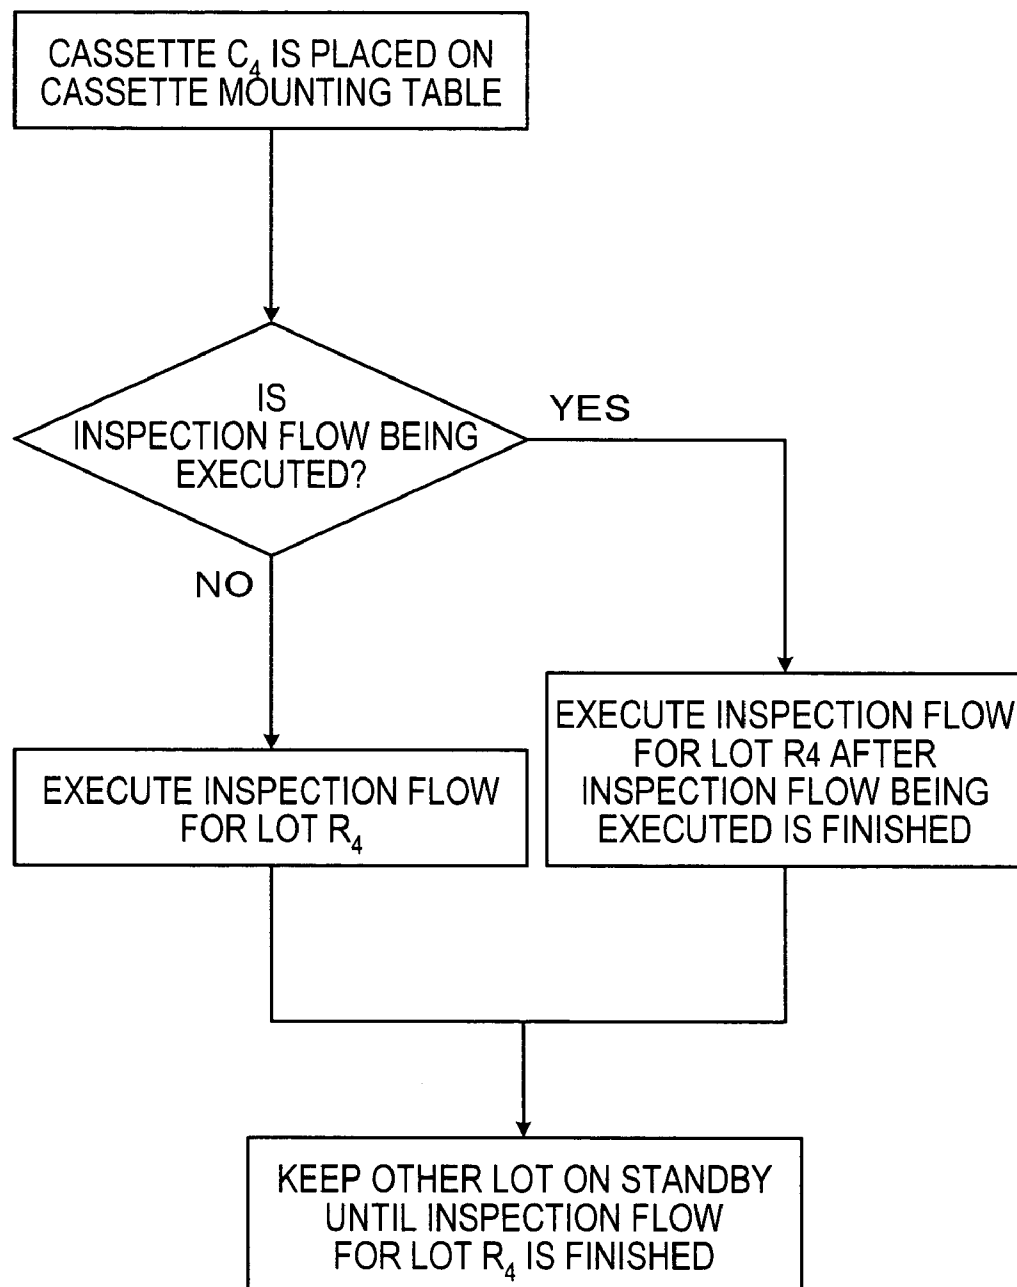 CASSETTE C₄ IS PLACED ON
CASSETTE MOUNTING TABLE
IS
INSPECTION FLOW BEING
EXECUTED?
YES
NO
EXECUTE INSPECTION FLOW
FOR LOT R4 AFTER
INSPECTION FLOW BEING
EXECUTED IS FINISHED
EXECUTE INSPECTION FLOW
FOR LOT R₄
KEEP OTHER LOT ON STANDBY
UNTIL INSPECTION FLOW
FOR LOT R₄ IS FINISHED